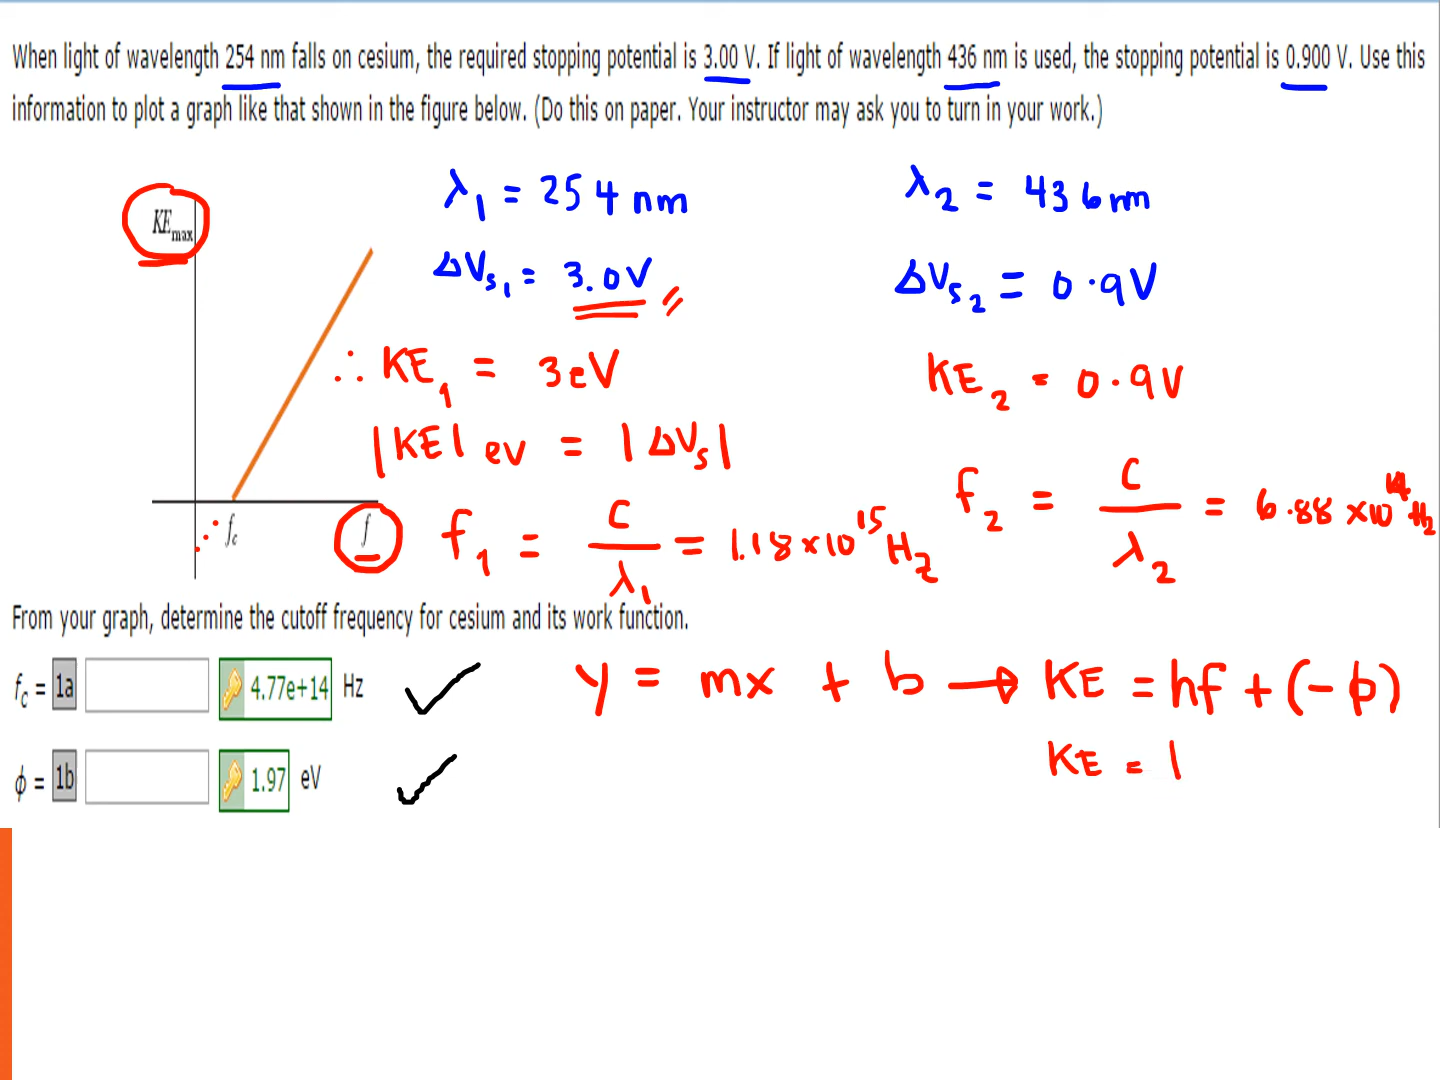 When light of wavelength 254 nm falls on cesium, the required stopping potential is 3.00 V. If light of wavelength 436 nm is used, the stopping potential is 0.900 V. Use this
information to plot a graph like that shown in the figure below. (Do this on paper. Your instructor may ask you to turn in your work.)
λ₁ = 254 nm
λ₂ = 436 nm
KEmax
ΔVs₁ = 3.0V
ΔVs₂ = 0.9V
∴ KE₁ = 3eV
KE₂ = 0.9V
|KE| ev = |ΔVs|
fc
f
f₁ = c/λ₁ = 1.18 x 10¹⁵ Hz
f₂ = c/λ₂ = 6.88 x 10¹⁴ Hz
From your graph, determine the cutoff frequency for cesium and its work function.
fc = 1a 4.77e+14 Hz
y = mx + b → KE = hf + (-φ)
KE = 1
ϕ = 1b 1.97 eV